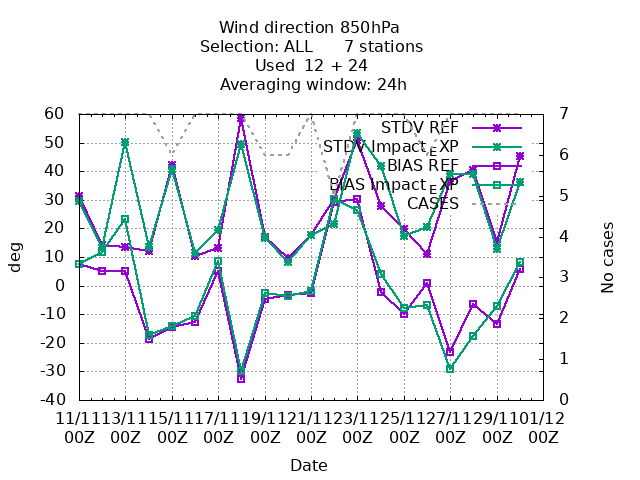 Wind direction 850hPa
Selection: ALL 7 stations
Used 12 + 24
Averaging window: 24h
60
50
40
30
20
10
0
-10
-20
-30
-40
7
6
5
4
3
2
1
0
STDV REF
STDV Impact_EXP
BIAS REF
BIAS Impact_EXP
CASES
deg
No cases
11/11 13/11 15/11 17/11 19/11 21/11 23/11 25/11 27/11 29/11 01/12
00Z 00Z 00Z 00Z 00Z 00Z 00Z 00Z 00Z 00Z 00Z
Date